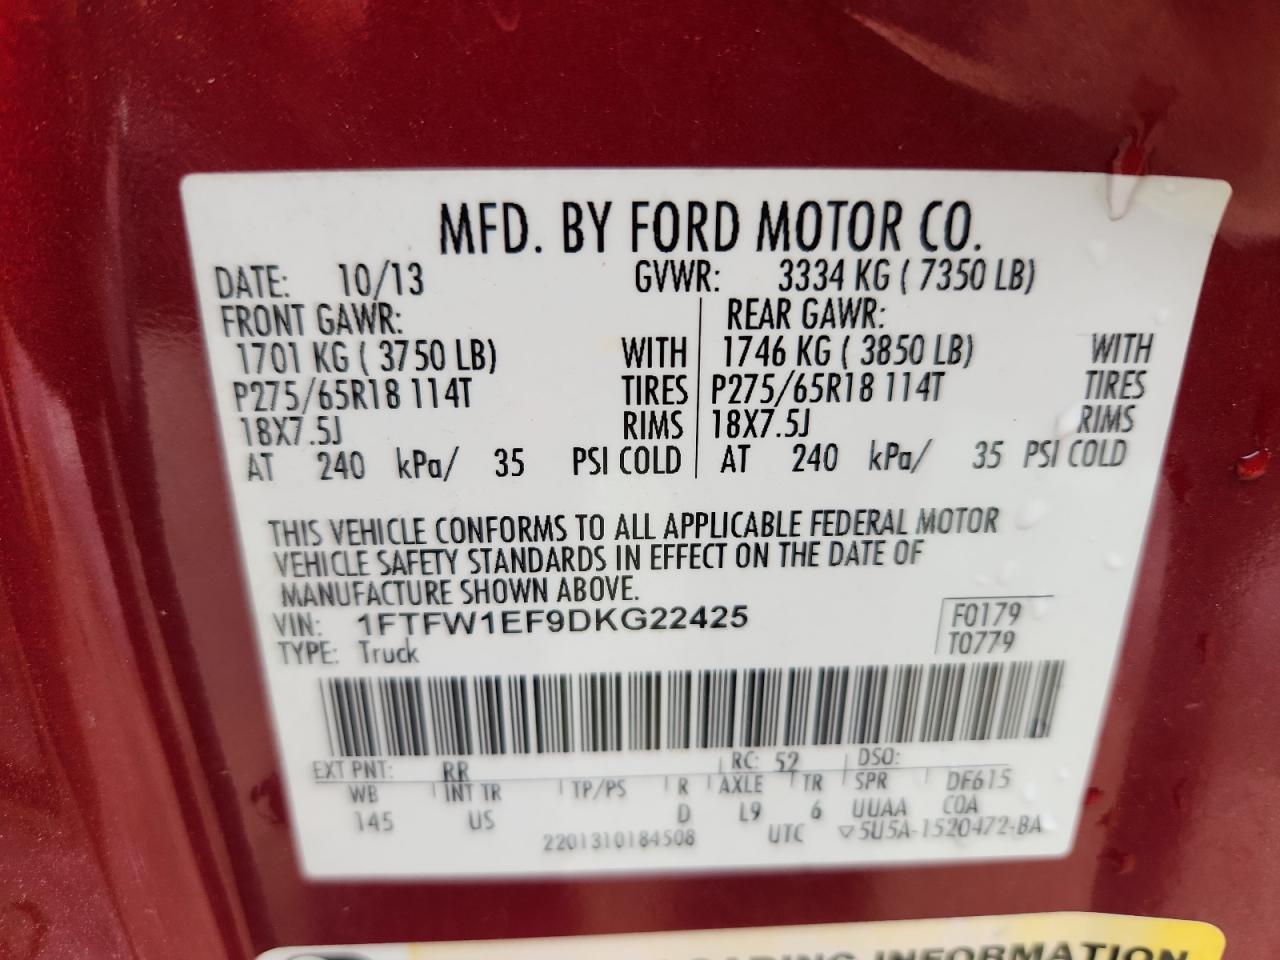 MFD. BY FORD MOTOR CO.
DATE: 10/13 GVWR: 3334 KG ( 7350 LB)
FRONT GAWR: REAR GAWR:
1701 KG ( 3750 LB) WITH 1746 KG ( 3850 LB) WITH
P275/65R18 114T TIRES P275/65R18 114T TIRES
18X7.5J RIMS 18X7.5J RIMS
AT 240 kPa/ 35 PSI COLD AT 240 kPa/ 35 PSI COLD
THIS VEHICLE CONFORMS TO ALL APPLICABLE FEDERAL MOTOR
VEHICLE SAFETY STANDARDS IN EFFECT ON THE DATE OF
MANUFACTURE SHOWN ABOVE.
VIN: 1FTFW1EF9DKG22425 F0179
TYPE: Truck T0779
EXT PNT: RR RC: 52 DSO:
WB INT TR TP/PS R AXLE TR SPR DF615
145 US D L9 6 UUAA COA
2201310184508 UTC ▽5U5A-1520472-BA
LOADING INFORMATION